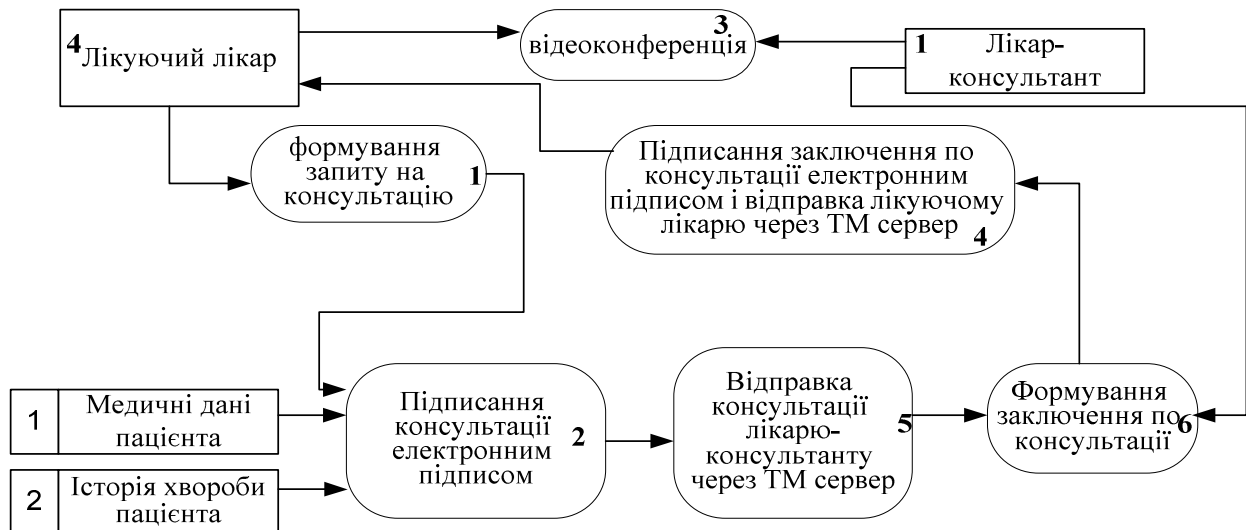 4
Лікуючий лікар
3
відеоконференція
1
Лікар-
консультант
формування
запиту на
консультацію
1
Підписання заключення по
консультації електронним
підписом і відправка лікуючому
лікарю через ТМ сервер
4
1
Медичні дані
пацієнта
2
Історія хвороби
пацієнта
Підписання
консультації
електронним
підписом
2
Відправка
консультації
лікарю-
консультанту
через ТМ сервер
5
Формування
заключення по
консультації
6